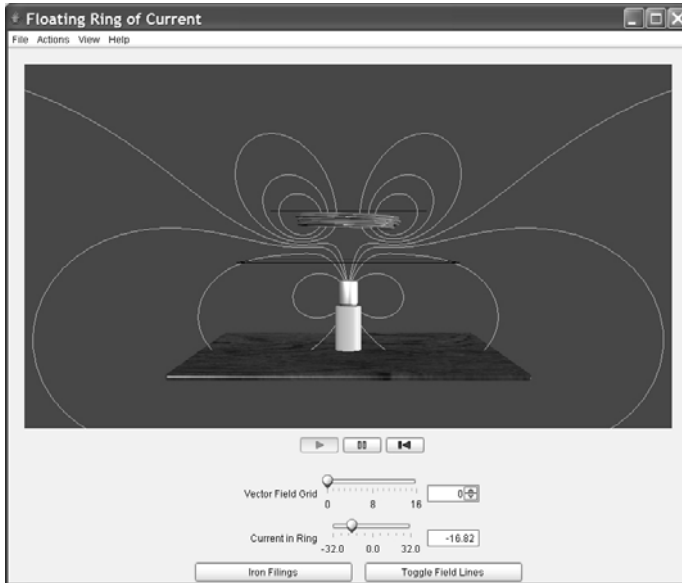 Floating Ring of Current
File Actions View Help
Vector Field Grid
0 8 16
0
Current in Ring
-32.0 0.0 32.0
-16.82
Iron Filings Toggle Field Lines